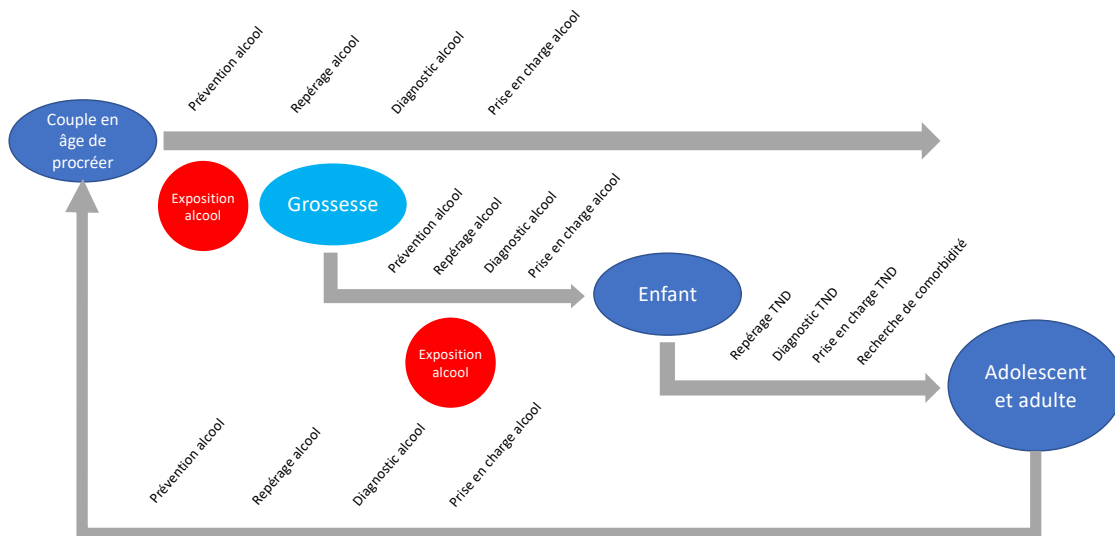 Prévention alcool
Repérage alcool
Diagnostic alcool
Prise en charge alcool
Couple en
âge de
procréer
Exposition
alcool
Grossesse
Prévention alcool
Repérage alcool
Diagnostic alcool
Prise en charge alcool
Enfant
Exposition
alcool
Repérage TND
Diagnostic TND
Prise en charge TND
Recherche de comorbidité
Adolescent
et adulte
Prévention alcool
Repérage alcool
Diagnostic alcool
Prise en charge alcool